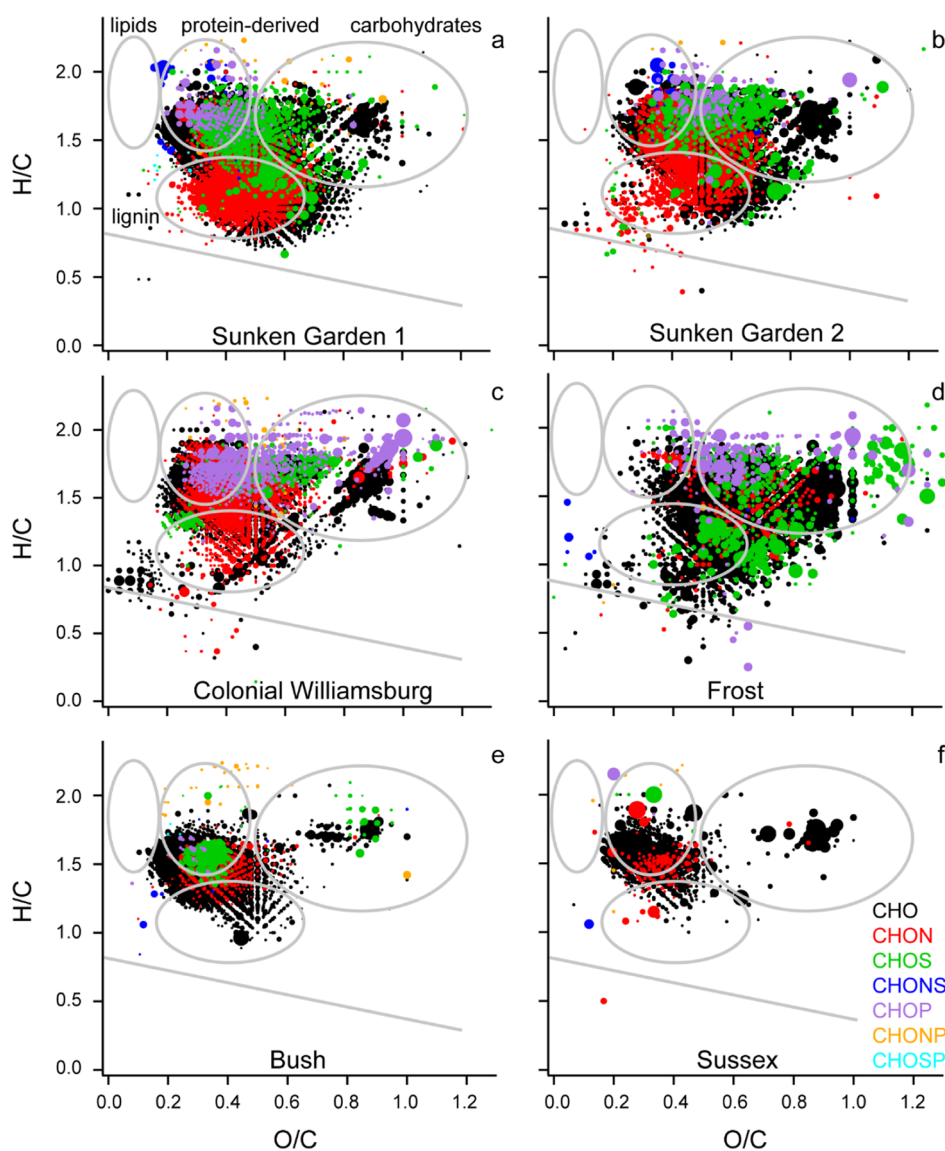 lipids protein-derived carbohydrates a b
H/C 2.0 1.5 1.0 0.5 0.0
lignin
Sunken Garden 1 Sunken Garden 2
c d
H/C 2.0 1.5 1.0 0.5 0.0
Colonial Williamsburg Frost
e f
H/C 2.0 1.5 1.0 0.5 0.0
CHO
CHON
CHOS
CHONS
CHOP
CHONP
CHOSP
Bush Sussex
0.0 0.2 0.4 0.6 0.8 1.0 1.2 0.0 0.2 0.4 0.6 0.8 1.0 1.2
O/C O/C